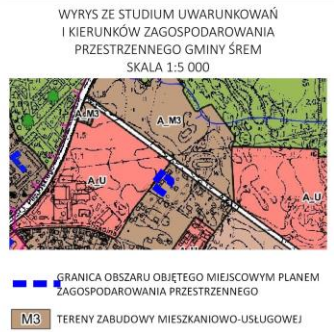 WYRYS ZE STUDIUM UWARUNKOWAŃ
I KIERUNKÓW ZAGOSPODAROWANIA
PRZESTRZENNEGO GMINY ŚREM
SKALA 1:5 000
A_M3
A_M3
A_U
A_U
GRANICA OBSZARU OBJĘTEGO MIEJSCOWYM PLANEM
ZAGOSPODAROWANIA PRZESTRZENNEGO
M3 TERENY ZABUDOWY MIESZKANIOWO-USŁUGOWEJ